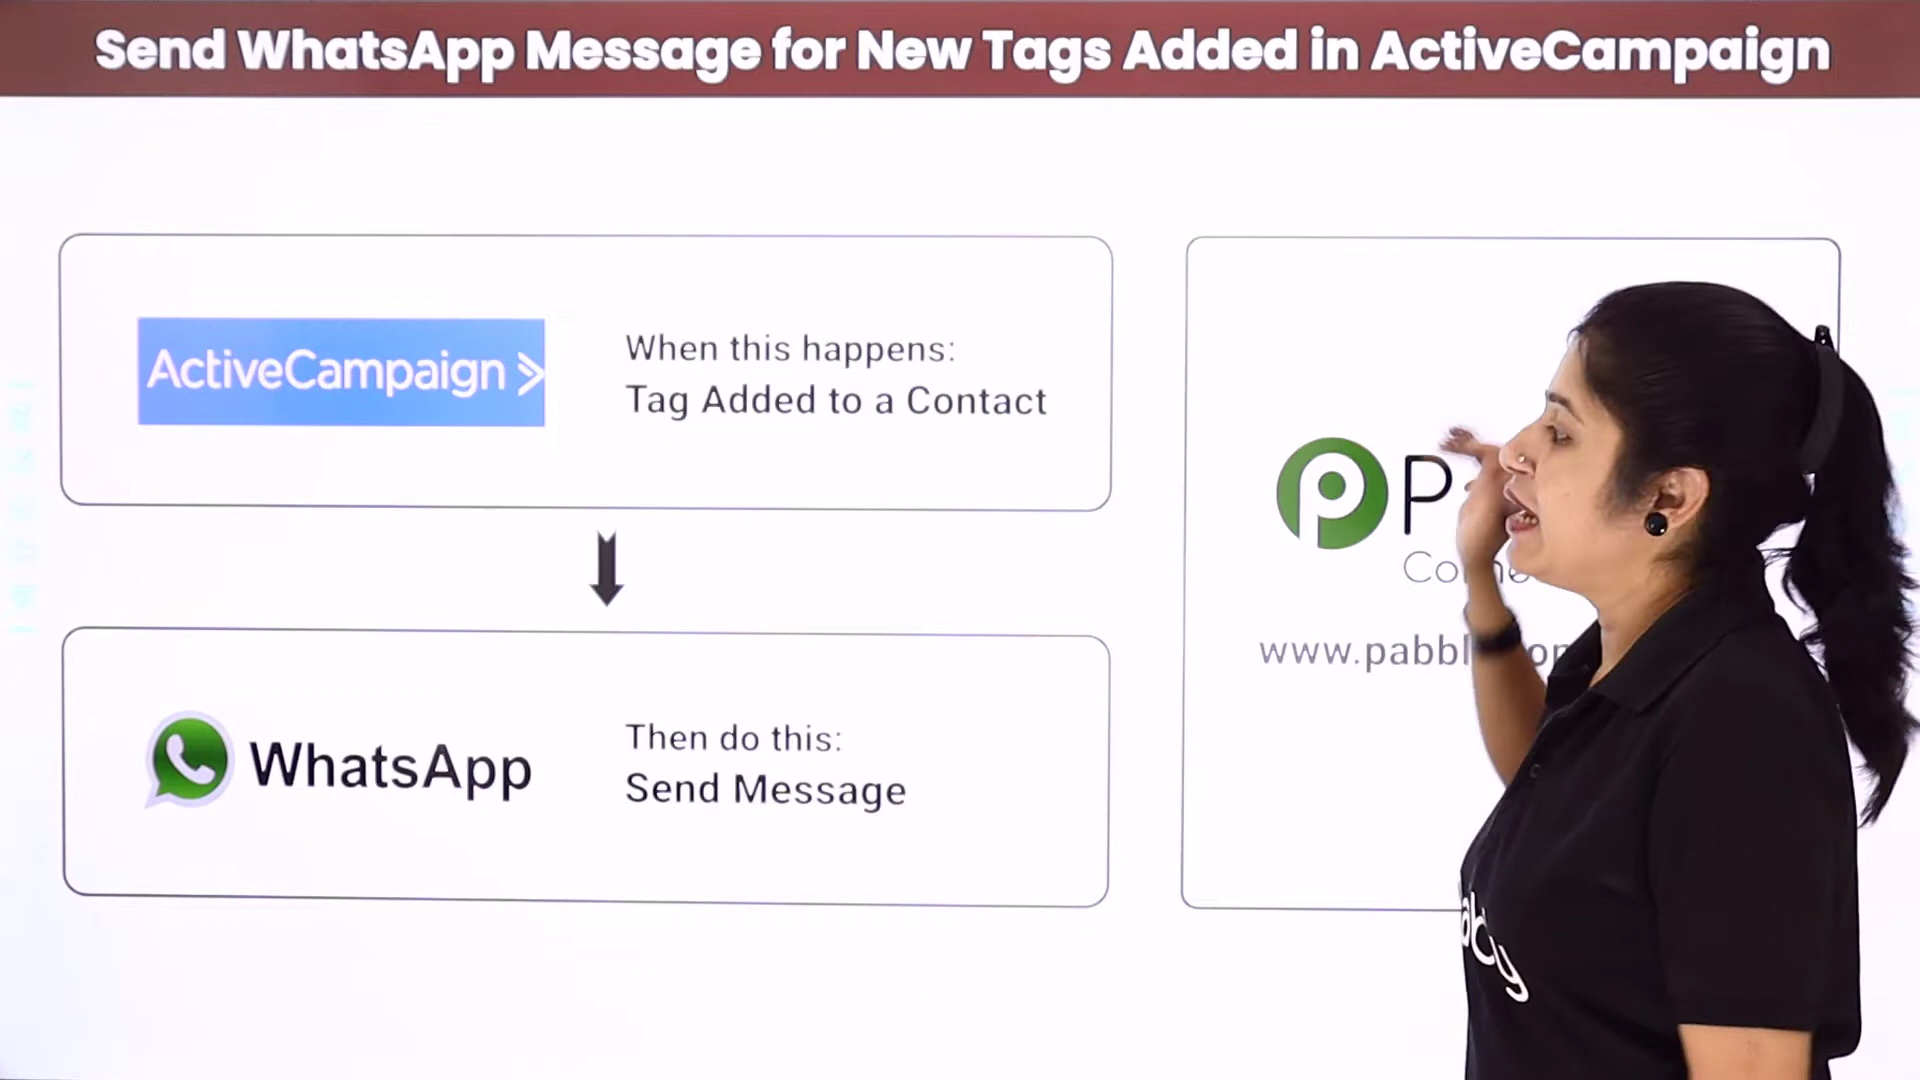 Send WhatsApp Message for New Tags Added in ActiveCampaign
ActiveCampaign
When this happens:
Tag Added to a Contact
WhatsApp
Then do this:
Send Message